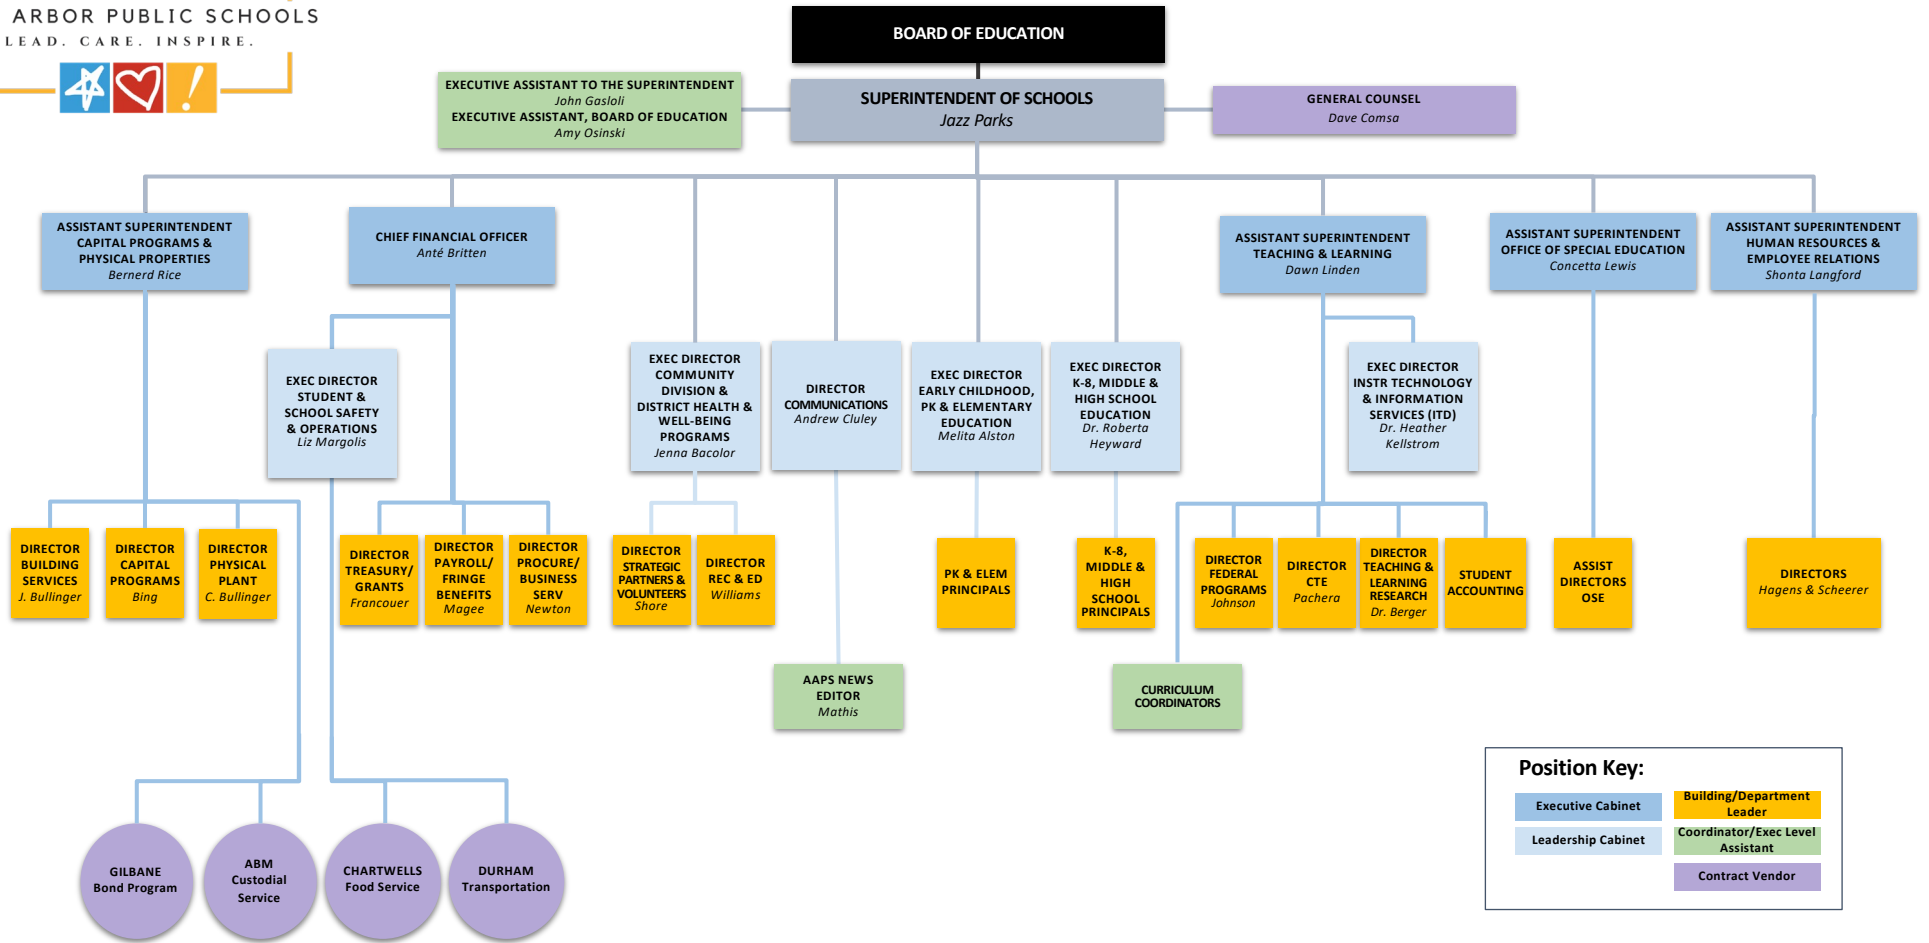 ARBOR PUBLIC SCHOOLS
LEAD. CARE. INSPIRE.
BOARD OF EDUCATION
EXECUTIVE ASSISTANT TO THE SUPERINTENDENT
John Gasloli
EXECUTIVE ASSISTANT, BOARD OF EDUCATION
Amy Osinski
SUPERINTENDENT OF SCHOOLS
Jazz Parks
GENERAL COUNSEL
Dave Comsa
ASSISTANT SUPERINTENDENT
CAPITAL PROGRAMS &
PHYSICAL PROPERTIES
Bernerd Rice
CHIEF FINANCIAL OFFICER
Anté Britten
ASSISTANT SUPERINTENDENT
TEACHING & LEARNING
Dawn Linden
ASSISTANT SUPERINTENDENT
OFFICE OF SPECIAL EDUCATION
Concetta Lewis
ASSISTANT SUPERINTENDENT
HUMAN RESOURCES &
EMPLOYEE RELATIONS
Shonta Langford
EXEC DIRECTOR
STUDENT &
SCHOOL SAFETY
& OPERATIONS
Liz Margolis
EXEC DIRECTOR
COMMUNITY
DIVISION &
DISTRICT HEALTH &
WELL-BEING
PROGRAMS
Jenna Bacolor
DIRECTOR
COMMUNICATIONS
Andrew Cluley
EXEC DIRECTOR
EARLY CHILDHOOD,
PK & ELEMENTARY
EDUCATION
Melita Alston
EXEC DIRECTOR
K-8, MIDDLE &
HIGH SCHOOL
EDUCATION
Dr. Roberta
Heyward
EXEC DIRECTOR
INSTR TECHNOLOGY
& INFORMATION
SERVICES (ITD)
Dr. Heather
Kellstrom
DIRECTOR
BUILDING
SERVICES
J. Bullinger
DIRECTOR
CAPITAL
PROGRAMS
Bing
DIRECTOR
PHYSICAL
PLANT
C. Bullinger
DIRECTOR
TREASURY/
GRANTS
Francouer
DIRECTOR
PAYROLL/
FRINGE
BENEFITS
Magee
DIRECTOR
PROCURE/
BUSINESS
SERV
Newton
DIRECTOR
STRATEGIC
PARTNERS &
VOLUNTEERS
Shore
DIRECTOR
REC & ED
Williams
PK & ELEM
PRINCIPALS
K-8,
MIDDLE &
HIGH
SCHOOL
PRINCIPALS
DIRECTOR
FEDERAL
PROGRAMS
Johnson
DIRECTOR
CTE
Pachera
DIRECTOR
TEACHING &
LEARNING
RESEARCH
Dr. Berger
STUDENT
ACCOUNTING
ASSIST
DIRECTORS
OSE
DIRECTORS
Hagens & Scheerer
AAPS NEWS
EDITOR
Mathis
CURRICULUM
COORDINATORS
GILBANE
Bond Program
ABM
Custodial
Service
CHARTWELLS
Food Service
DURHAM
Transportation
Position Key:
Executive Cabinet
Building/Department
Leader
Leadership Cabinet
Coordinator/Exec Level
Assistant
Contract Vendor